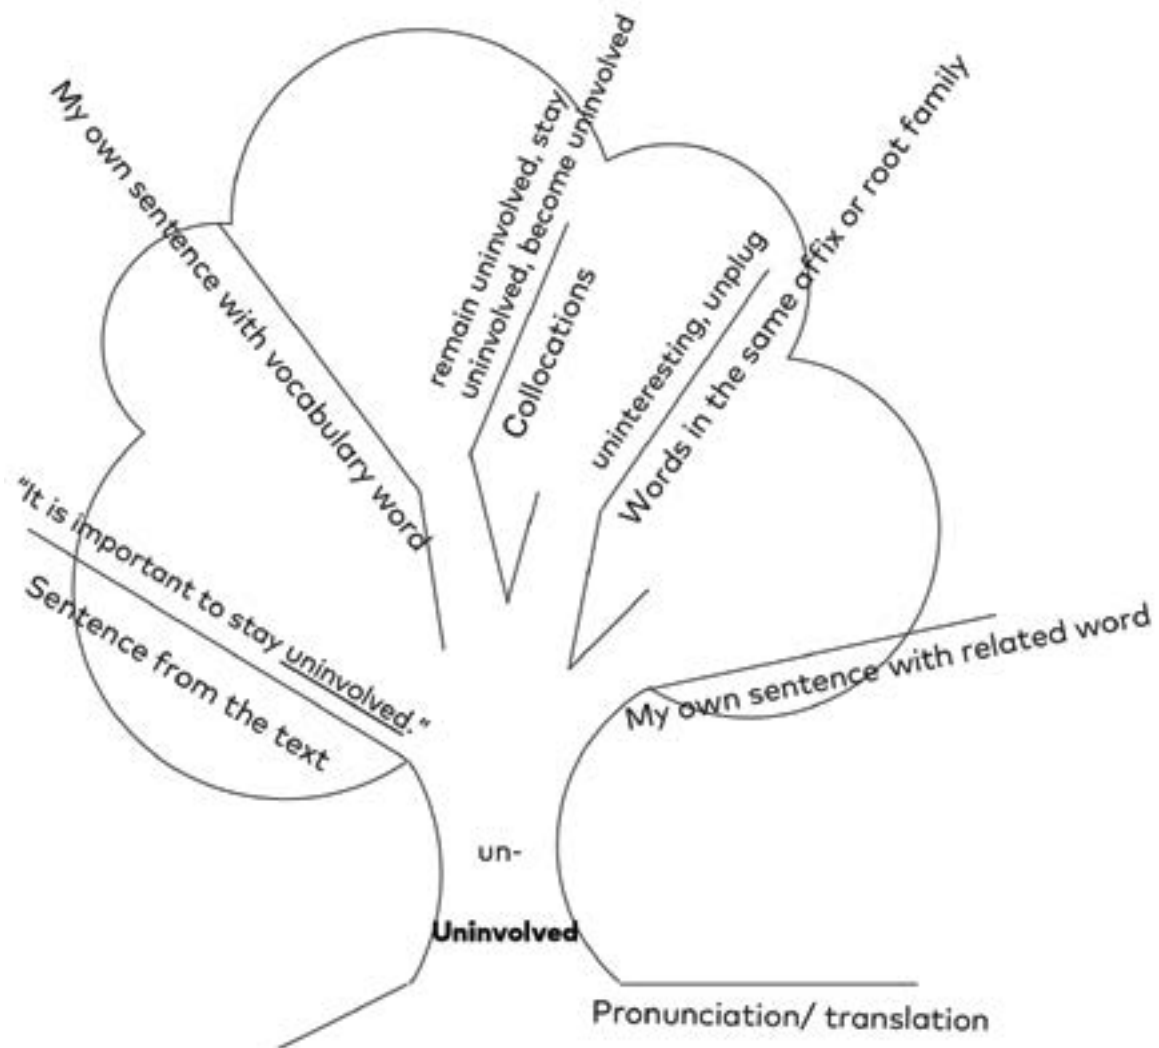 My own sentence with vocabulary word
remain uninvolved, stay
uninvolved, become uninvolved
Collocations
uninteresting, unplug
Words in the same affix or root family
"It is important to stay uninvolved."
Sentence from the text
My own sentence with related word
un-
Uninvolved
Pronunciation/ translation